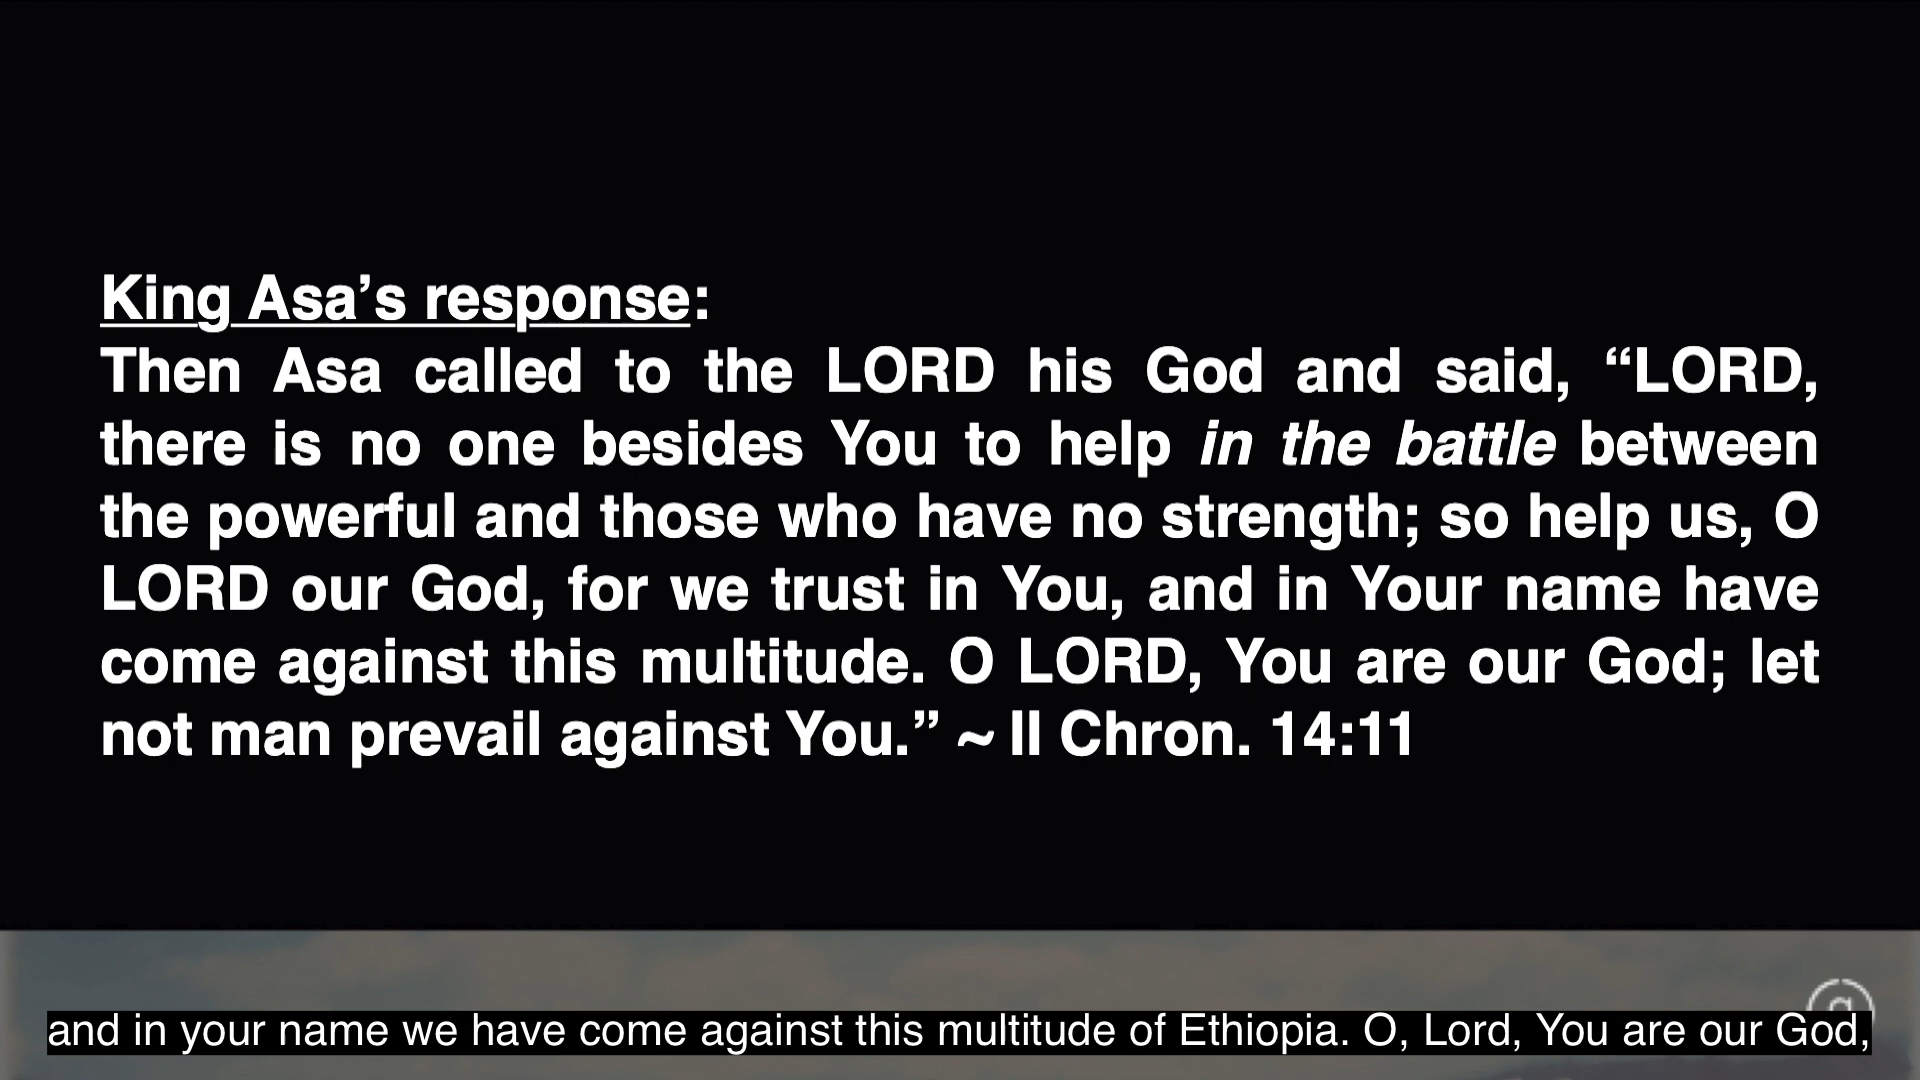 King Asa’s response:
Then Asa called to the LORD his God and said, “LORD,
there is no one besides You to help in the battle between
the powerful and those who have no strength; so help us, O
LORD our God, for we trust in You, and in Your name have
come against this multitude. O LORD, You are our God; let
not man prevail against You.” ~ II Chron. 14:11
and in your name we have come against this multitude of Ethiopia. O, Lord, You are our God,